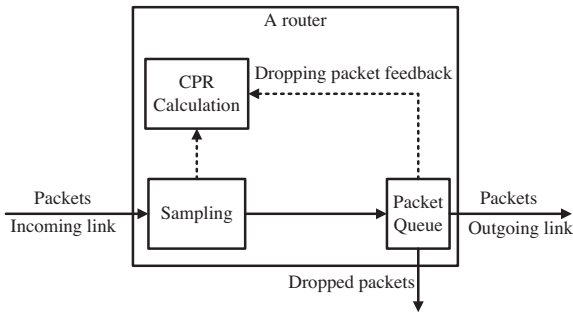 A router
CPR
Calculation
Dropping packet feedback
Packets
Incoming link
Sampling
Packet
Queue
Packets
Outgoing link
Dropped packets